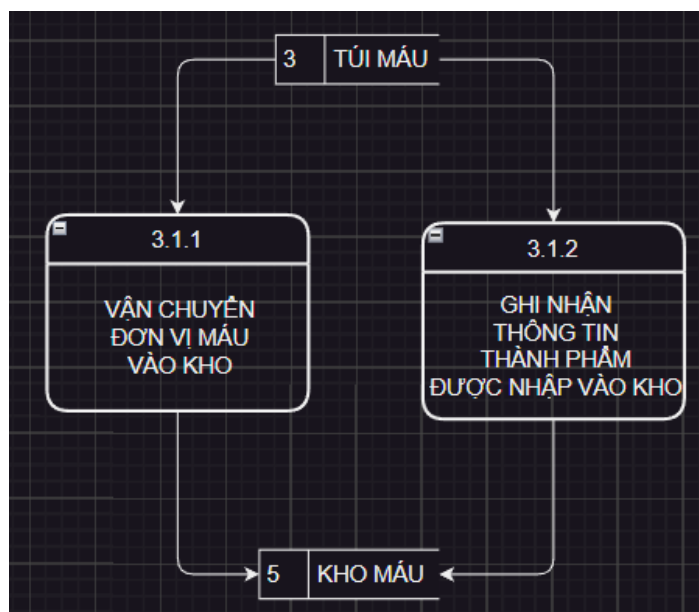 3 TÚI MÁU
3.1.1
VẬN CHUYỂN
ĐƠN VỊ MÁU
VÀO KHO
3.1.2
GHI NHẬN
THÔNG TIN
THÀNH PHẨM
ĐƯỢC NHẬP VÀO KHO
5 KHO MÁU